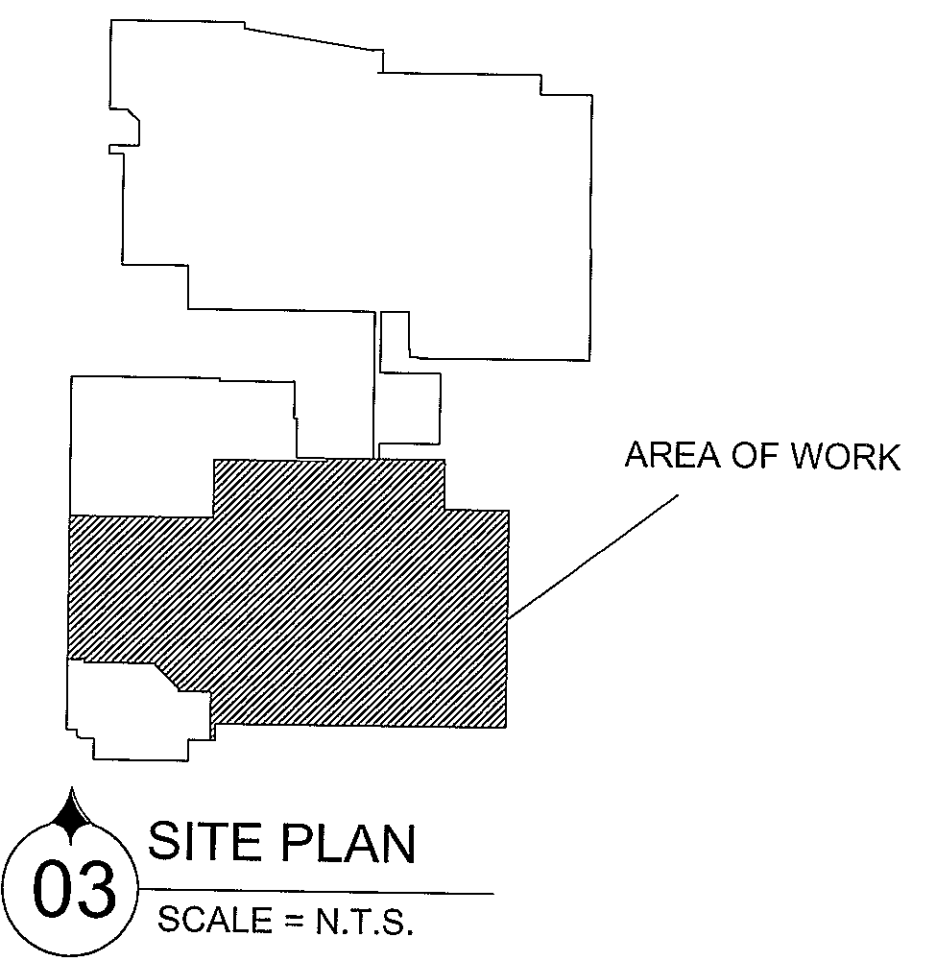 AREA OF WORK
03
SITE PLAN
SCALE = N.T.S.